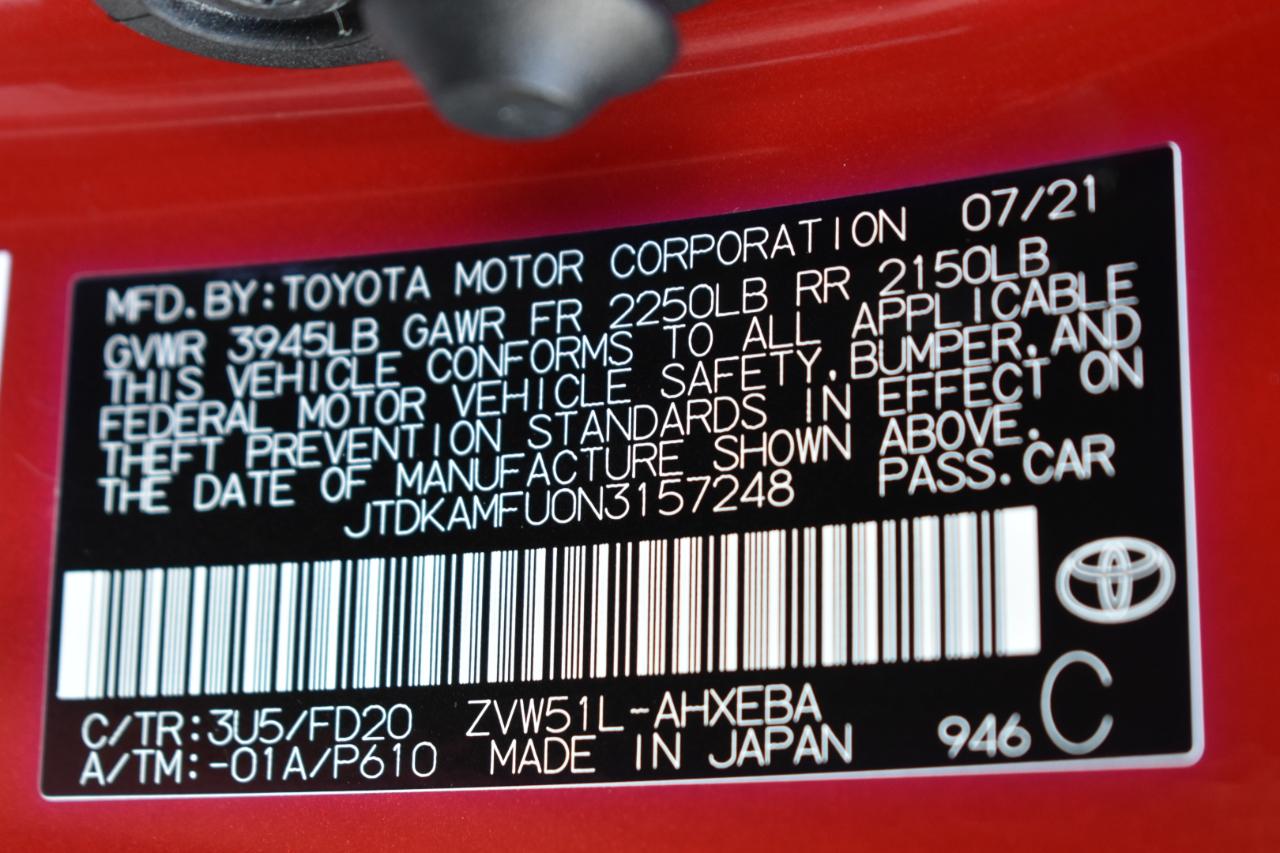 MFD.BY:TOYOTA MOTOR CORPORATION 07/21
GVWR 3945LB GAWR FR 2250LB RR 2150LB
THIS VEHICLE CONFORMS TO ALL APPLICABLE
FEDERAL MOTOR VEHICLE SAFETY,BUMPER,AND
THEFT PREVENTION STANDARDS IN EFFECT ON
THE DATE OF MANUFACTURE SHOWN ABOVE.
JTDKAMFU0N3157248 PASS.CAR
C/TR:3U5/FD20 ZVW51L-AHXEBA
A/TM:-01A/P610 MADE IN JAPAN 946 C